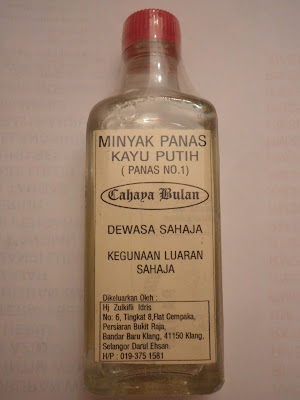 MINYAK PANAS
KAYU PUTIH
( PANAS NO.1)
Cahaya Bulan
DEWASA SAHAJA
KEGUNAAN LUARAN
SAHAJA
Dikeluarkan Oleh :
Hj Zulkifli Idris
No: 6, Tingkat 8,Flat Cempaka,
Persiaran Bukit Raja,
Bandar Baru Klang, 41150 Klang,
Selangor Darul Ehsan.
H/P : 019-375 1581